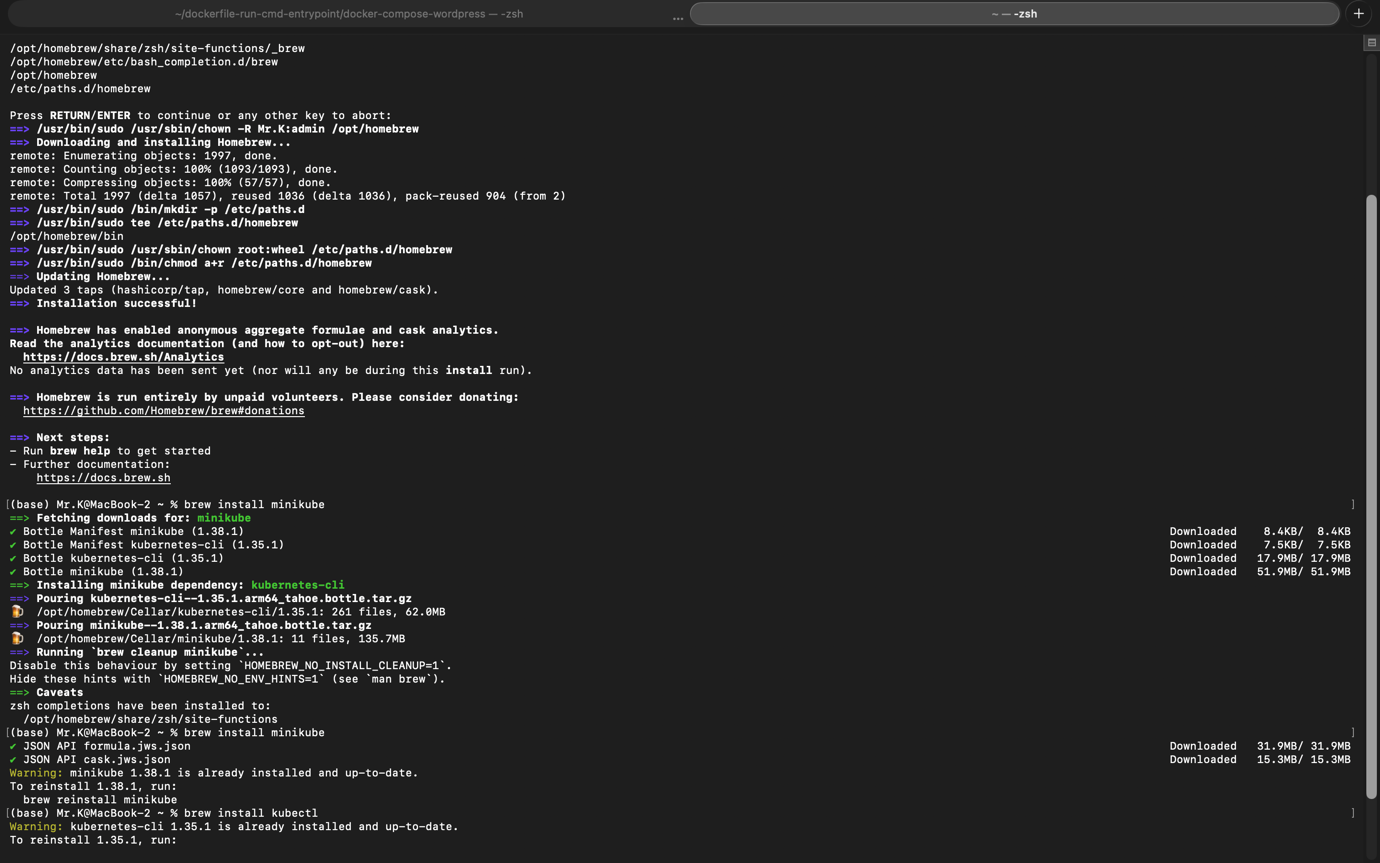 ~/dockerfile-run-cmd-entrypoint/docker-compose-wordpress — -zsh
...
~ — -zsh
+
/opt/homebrew/share/zsh/site-functions/_brew
/opt/homebrew/etc/bash_completion.d/brew
/opt/homebrew
/etc/paths.d/homebrew
Press RETURN/ENTER to continue or any other key to abort:
==> /usr/bin/sudo /usr/sbin/chown -R Mr.K:admin /opt/homebrew
==> Downloading and installing Homebrew...
remote: Enumerating objects: 1997, done.
remote: Counting objects: 100% (1093/1093), done.
remote: Compressing objects: 100% (57/57), done.
remote: Total 1997 (delta 1057), reused 1036 (delta 1036), pack-reused 904 (from 2)
==> /usr/bin/sudo /bin/mkdir -p /etc/paths.d
==> /usr/bin/sudo tee /etc/paths.d/homebrew
/opt/homebrew/bin
==> /usr/bin/sudo /usr/sbin/chown root:wheel /etc/paths.d/homebrew
==> /usr/bin/sudo /bin/chmod a+r /etc/paths.d/homebrew
==> Updating Homebrew...
Updated 3 taps (hashicorp/tap, homebrew/core and homebrew/cask).
==> Installation successful!
==> Homebrew has enabled anonymous aggregate formulae and cask analytics.
Read the analytics documentation (and how to opt-out) here:
https://docs.brew.sh/Analytics
No analytics data has been sent yet (nor will any be during this install run).
==> Homebrew is run entirely by unpaid volunteers. Please consider donating:
https://github.com/Homebrew/brew#donations
==> Next steps:
- Run brew help to get started
- Further documentation:
https://docs.brew.sh
[(base) Mr.K@MacBook-2 ~ % brew install minikube ]
==> Fetching downloads for: minikube
✔ Bottle Manifest minikube (1.38.1) Downloaded 8.4KB/ 8.4KB
✔ Bottle Manifest kubernetes-cli (1.35.1) Downloaded 7.5KB/ 7.5KB
✔ Bottle kubernetes-cli (1.35.1) Downloaded 17.9MB/ 17.9MB
✔ Bottle minikube (1.38.1) Downloaded 51.9MB/ 51.9MB
==> Installing minikube dependency: kubernetes-cli
==> Pouring kubernetes-cli--1.35.1.arm64_tahoe.bottle.tar.gz
🍺 /opt/homebrew/Cellar/kubernetes-cli/1.35.1: 261 files, 62.0MB
==> Pouring minikube--1.38.1.arm64_tahoe.bottle.tar.gz
🍺 /opt/homebrew/Cellar/minikube/1.38.1: 11 files, 135.7MB
==> Running `brew cleanup minikube`...
Disable this behaviour by setting `HOMEBREW_NO_INSTALL_CLEANUP=1`.
Hide these hints with `HOMEBREW_NO_ENV_HINTS=1` (see `man brew`).
==> Caveats
zsh completions have been installed to:
/opt/homebrew/share/zsh/site-functions
[(base) Mr.K@MacBook-2 ~ % brew install minikube ]
✔ JSON API formula.jws.json Downloaded 31.9MB/ 31.9MB
✔ JSON API cask.jws.json Downloaded 15.3MB/ 15.3MB
Warning: minikube 1.38.1 is already installed and up-to-date.
To reinstall 1.38.1, run:
brew reinstall minikube
[(base) Mr.K@MacBook-2 ~ % brew install kubectl ]
Warning: kubernetes-cli 1.35.1 is already installed and up-to-date.
To reinstall 1.35.1, run: